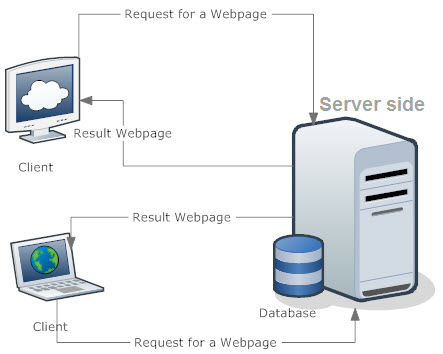 Request for a Webpage
Server side
Result Webpage
Client
Result Webpage
Database
Client
Request for a Webpage